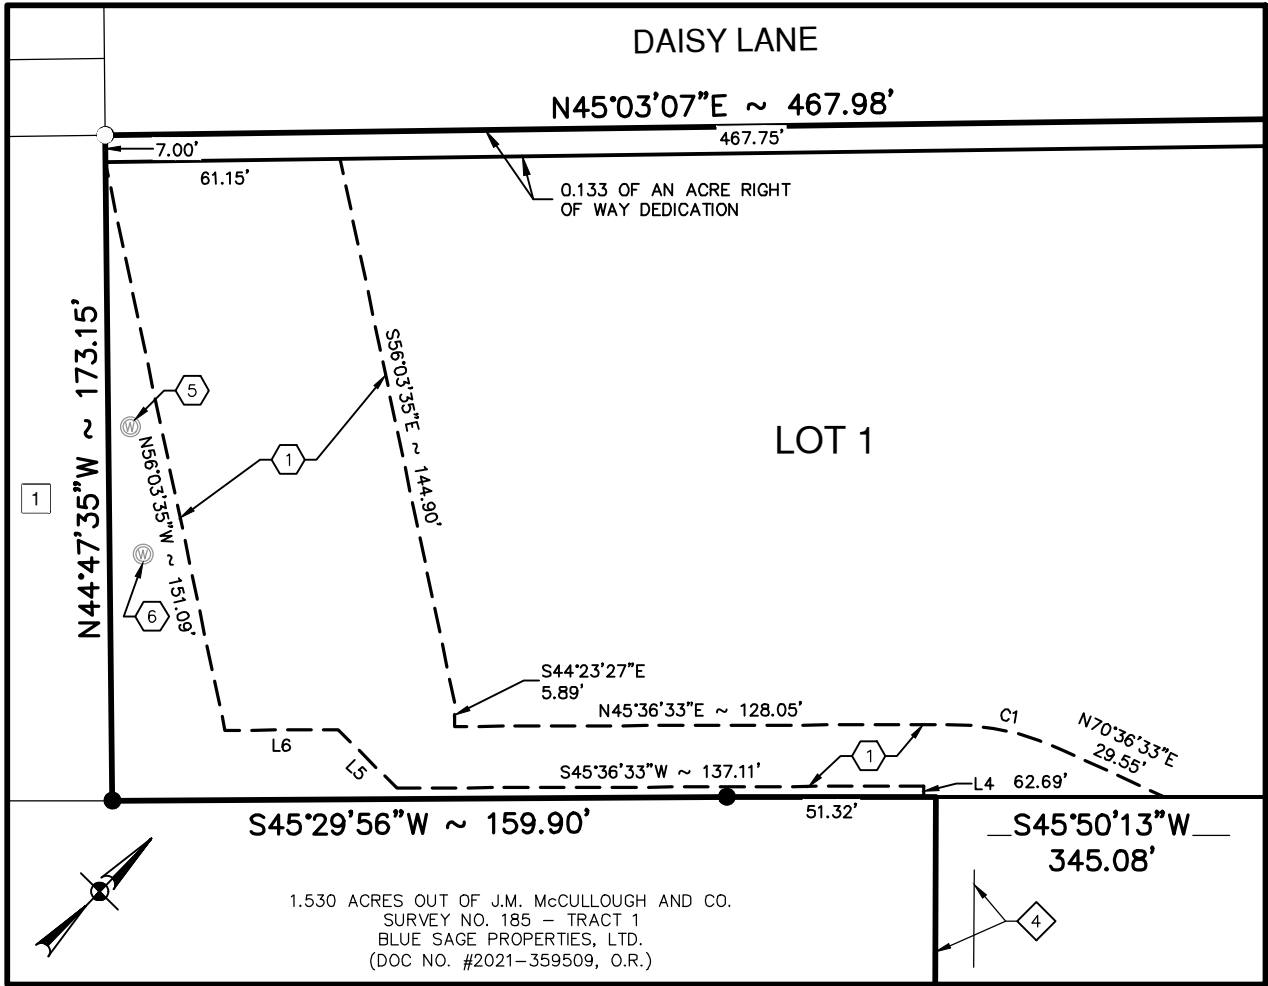 DAISY LANE
N45°03'07"E ~ 467.98'
467.75'
7.00'
61.15'
0.133 OF AN ACRE RIGHT
OF WAY DEDICATION
N44°47'35"W ~ 173.15'
S56°03'35"E ~ 144.90'
5
W
1
LOT 1
N56°03'35"W ~ 151.09'
1
W
6
S44°23'27"E
5.89'
N45°36'33"E ~ 128.05'
C1
N70°36'33"E
29.55'
L6
L5
1
S45°36'33"W ~ 137.11'
L4 62.69'
51.32'
S45°29'56"W ~ 159.90'
S45°50'13"W
345.08'
1.530 ACRES OUT OF J.M. McCULLOUGH AND CO.
SURVEY NO. 185 – TRACT 1
BLUE SAGE PROPERTIES, LTD.
(DOC NO. #2021–359509, O.R.)
4